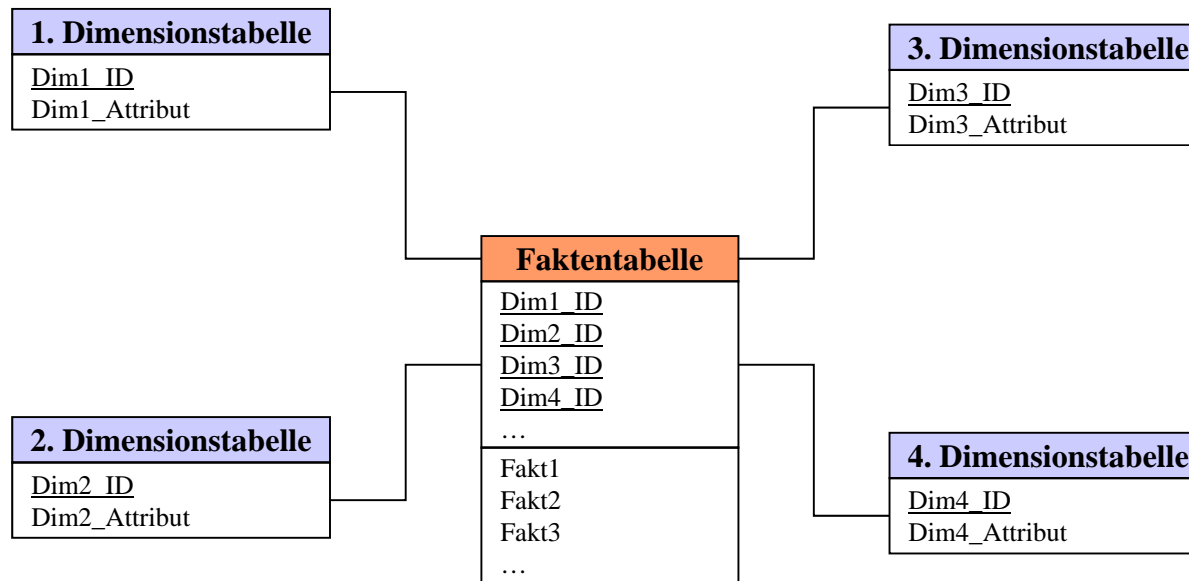 1. Dimensionstabelle
Dim1_ID
Dim1_Attribut
3. Dimensionstabelle
Dim3_ID
Dim3_Attribut
Faktentabelle
Dim1_ID
Dim2_ID
Dim3_ID
Dim4_ID
…
Fakt1
Fakt2
Fakt3
…
2. Dimensionstabelle
Dim2_ID
Dim2_Attribut
4. Dimensionstabelle
Dim4_ID
Dim4_Attribut